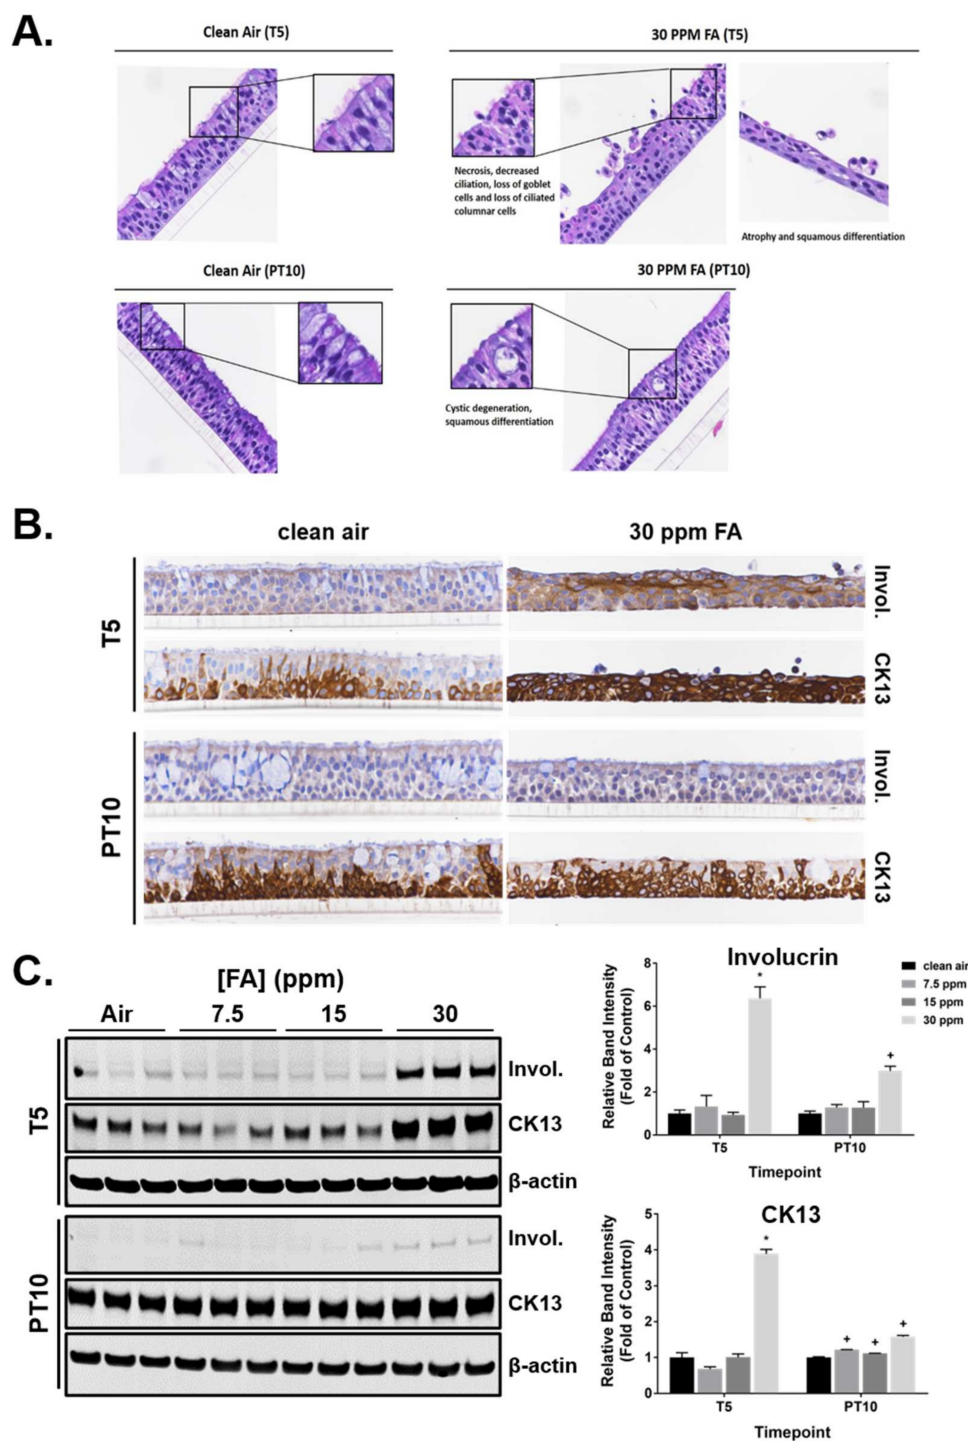 A.
Clean Air (T5)
30 PPM FA (T5)
Necrosis, decreased
ciliation, loss of goblet
cells and loss of ciliated
columnar cells
Atrophy and squamous differentiation
Clean Air (PT10)
30 PPM FA (PT10)
Cystic degeneration,
squamous differentiation
B.
clean air
30 ppm FA
T5
Invol.
CK13
PT10
Invol.
CK13
C.
[FA] (ppm)
Air
7.5
15
30
T5
Invol.
CK13
β-actin
PT10
Invol.
CK13
β-actin
Involucrin
Relative Band Intensity
(Fold of Control)
8
6
4
2
0
*
+
T5
PT10
Timepoint
clean air
7.5 ppm
15 ppm
30 ppm
CK13
Relative Band Intensity
(Fold of Control)
5
4
3
2
1
0
*
+
+
+
T5
PT10
Timepoint